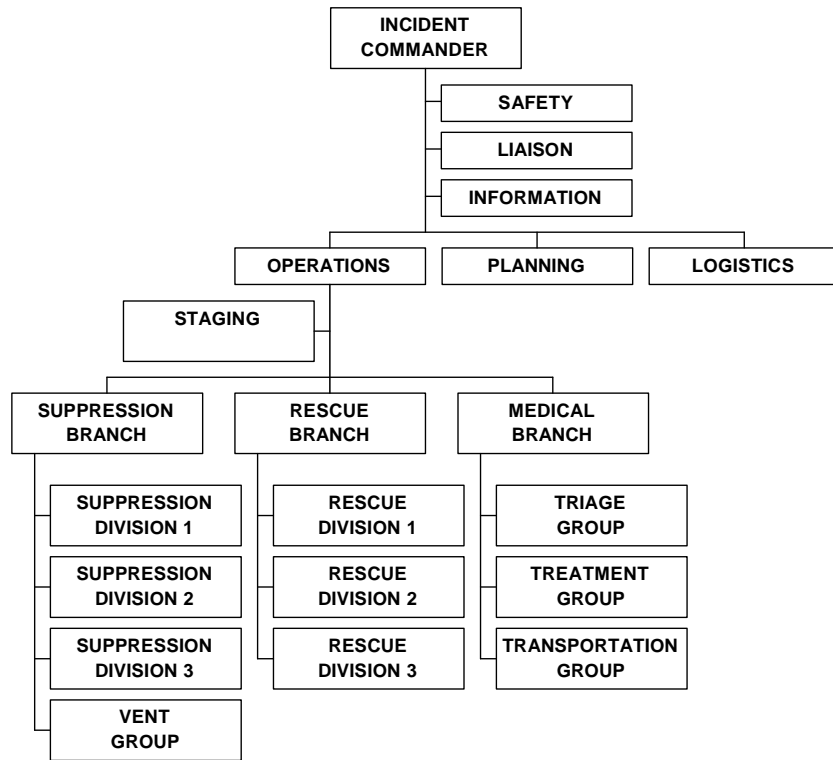 INCIDENT
COMMANDER
SAFETY
LIAISON
INFORMATION
OPERATIONS
PLANNING
LOGISTICS
STAGING
SUPPRESSION
BRANCH
RESCUE
BRANCH
MEDICAL
BRANCH
SUPPRESSION
DIVISION 1
RESCUE
DIVISION 1
TRIAGE
GROUP
SUPPRESSION
DIVISION 2
RESCUE
DIVISION 2
TREATMENT
GROUP
SUPPRESSION
DIVISION 3
RESCUE
DIVISION 3
TRANSPORTATION
GROUP
VENT
GROUP